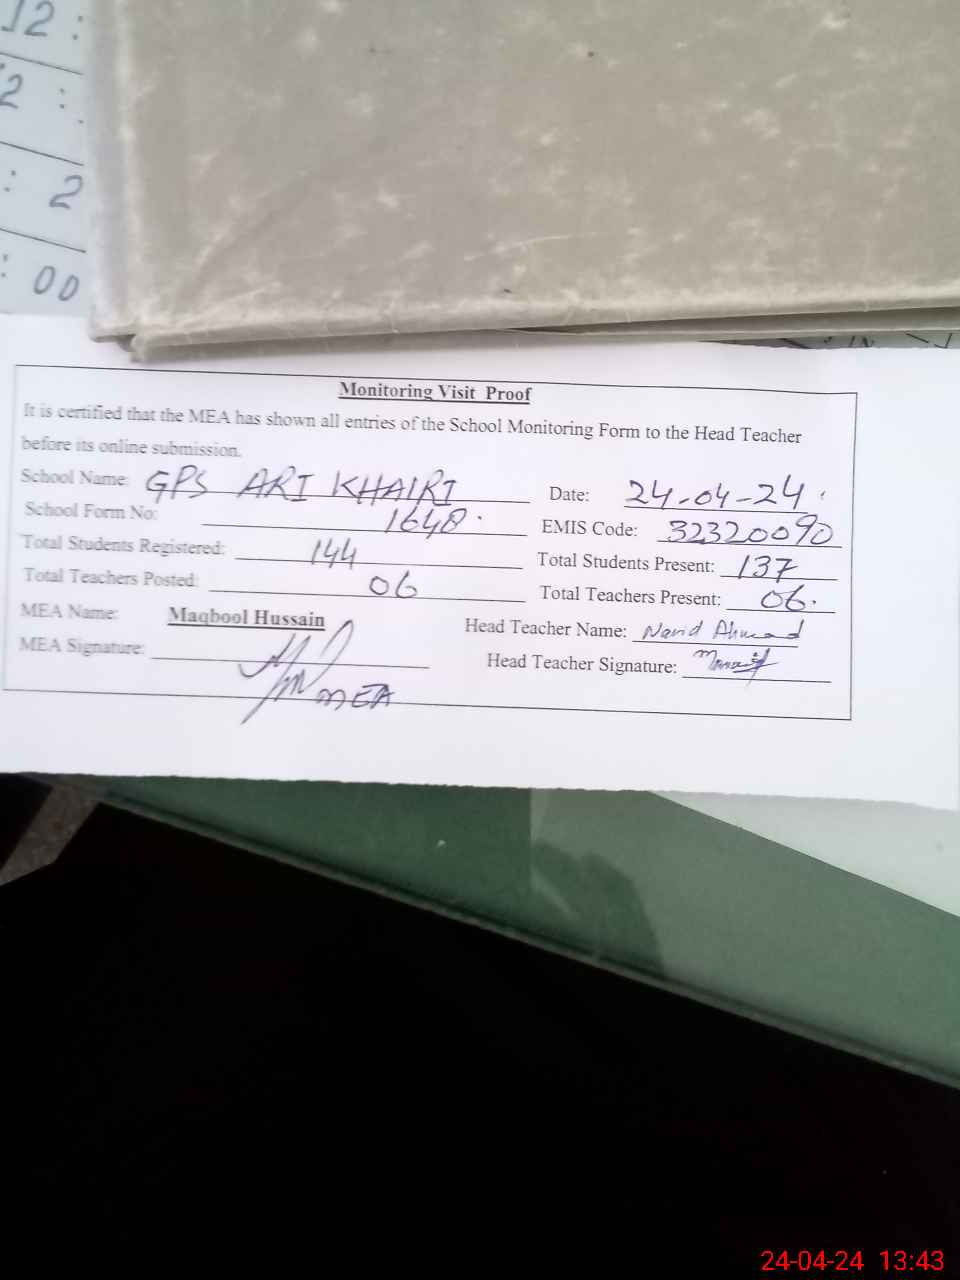 12 :
2 :
: 2
: 00
Monitoring Visit Proof
It is certified that the MEA has shown all entries of the School Monitoring Form to the Head Teacher
before its online submission.
School Name: GPS ARI KHAIRI Date: 24-04-24
School Form No: 1648. EMIS Code: 32320090
Total Students Registered: 144 Total Students Present: 137
Total Teachers Posted: 06 Total Teachers Present: 06.
MEA Name: Maqbool Hussain Head Teacher Name: Navid Ahmad
MEA Signature: MEA Head Teacher Signature:
24-04-24 13:43